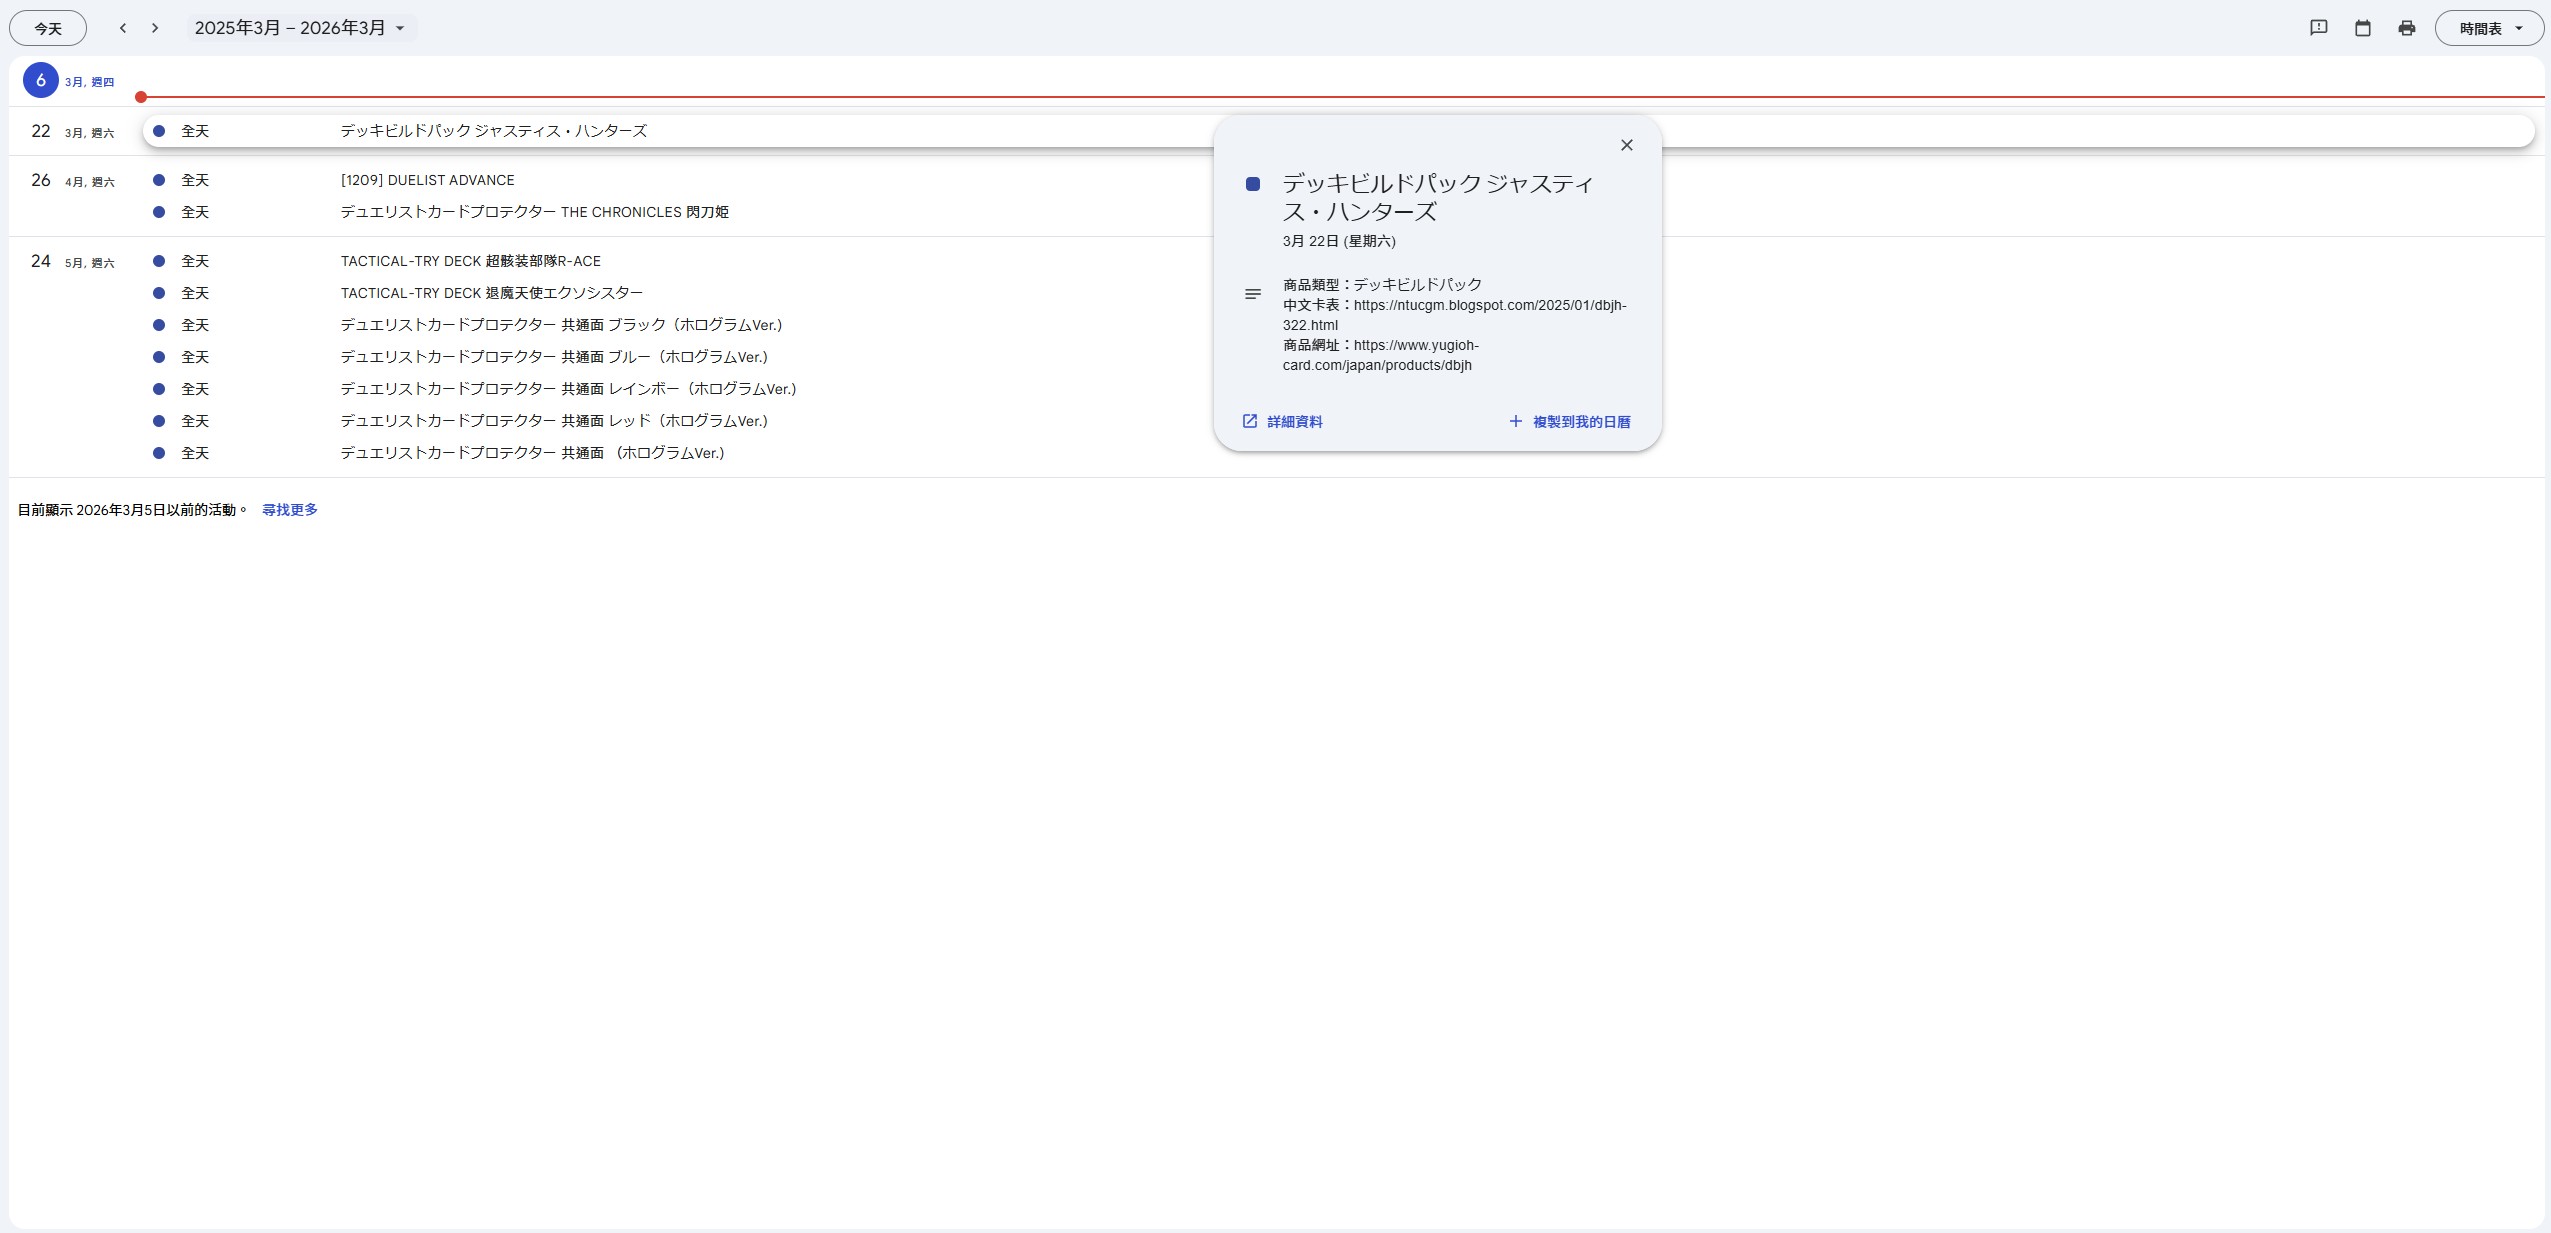 今天
2025年3月 – 2026年3月
時間表
6 3月, 週四
22 3月, 週六 全天 デッキビルドパック ジャスティス・ハンターズ
26 4月, 週六 全天 [1209] DUELIST ADVANCE
全天 デュエリストカードプロテクター THE CHRONICLES 閃刀姫
24 5月, 週六 全天 TACTICAL-TRY DECK 超骸装部隊R-ACE
全天 TACTICAL-TRY DECK 退魔天使エクソシスター
全天 デュエリストカードプロテクター 共通面 ブラック（ホログラムVer.）
全天 デュエリストカードプロテクター 共通面 ブルー（ホログラムVer.）
全天 デュエリストカードプロテクター 共通面 レインボー（ホログラムVer.）
全天 デュエリストカードプロテクター 共通面 レッド（ホログラムVer.）
全天 デュエリストカードプロテクター 共通面 （ホログラムVer.）
目前顯示 2026年3月5日以前的活動。 尋找更多
デッキビルドパック ジャスティ
ス・ハンターズ
3月 22日 (星期六)
商品類型：デッキビルドパック
中文卡表：https://ntucgm.blogspot.com/2025/01/dbjh-
322.html
商品網址：https://www.yugioh-
card.com/japan/products/dbjh
詳細資料
複製到我的日曆